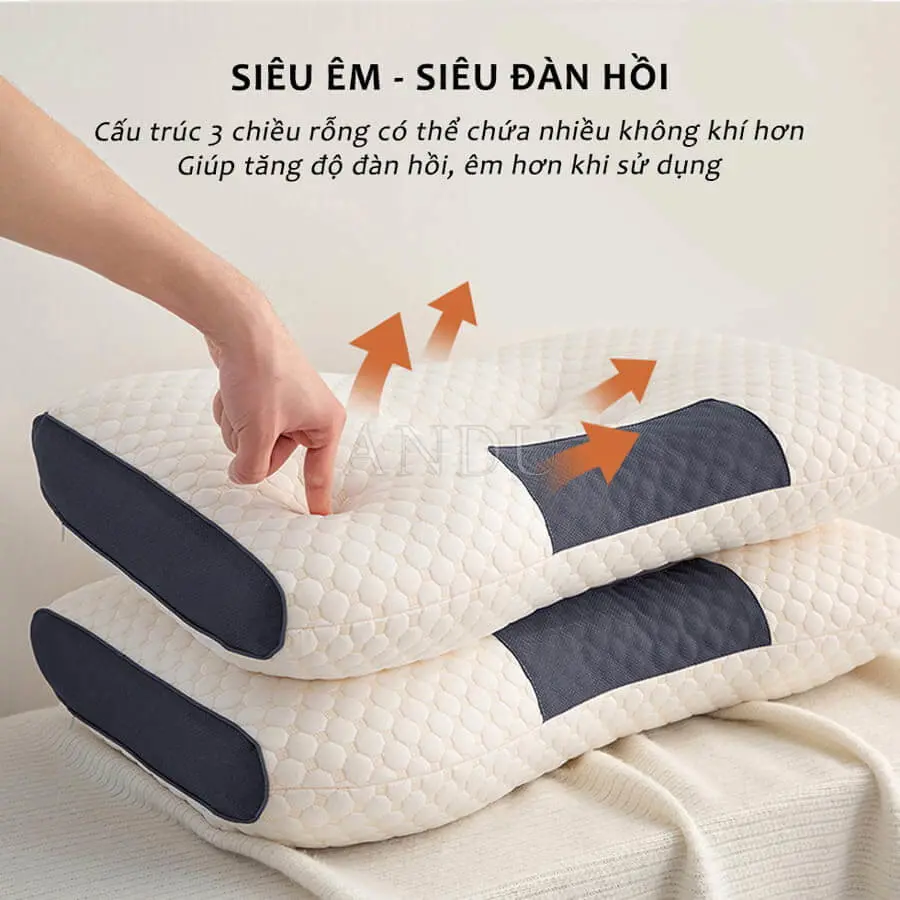 SIÊU ÊM - SIÊU ĐÀN HỒI
Cấu trúc 3 chiều rỗng có thể chứa nhiều không khí hơn
Giúp tăng độ đàn hồi, êm hơn khi sử dụng